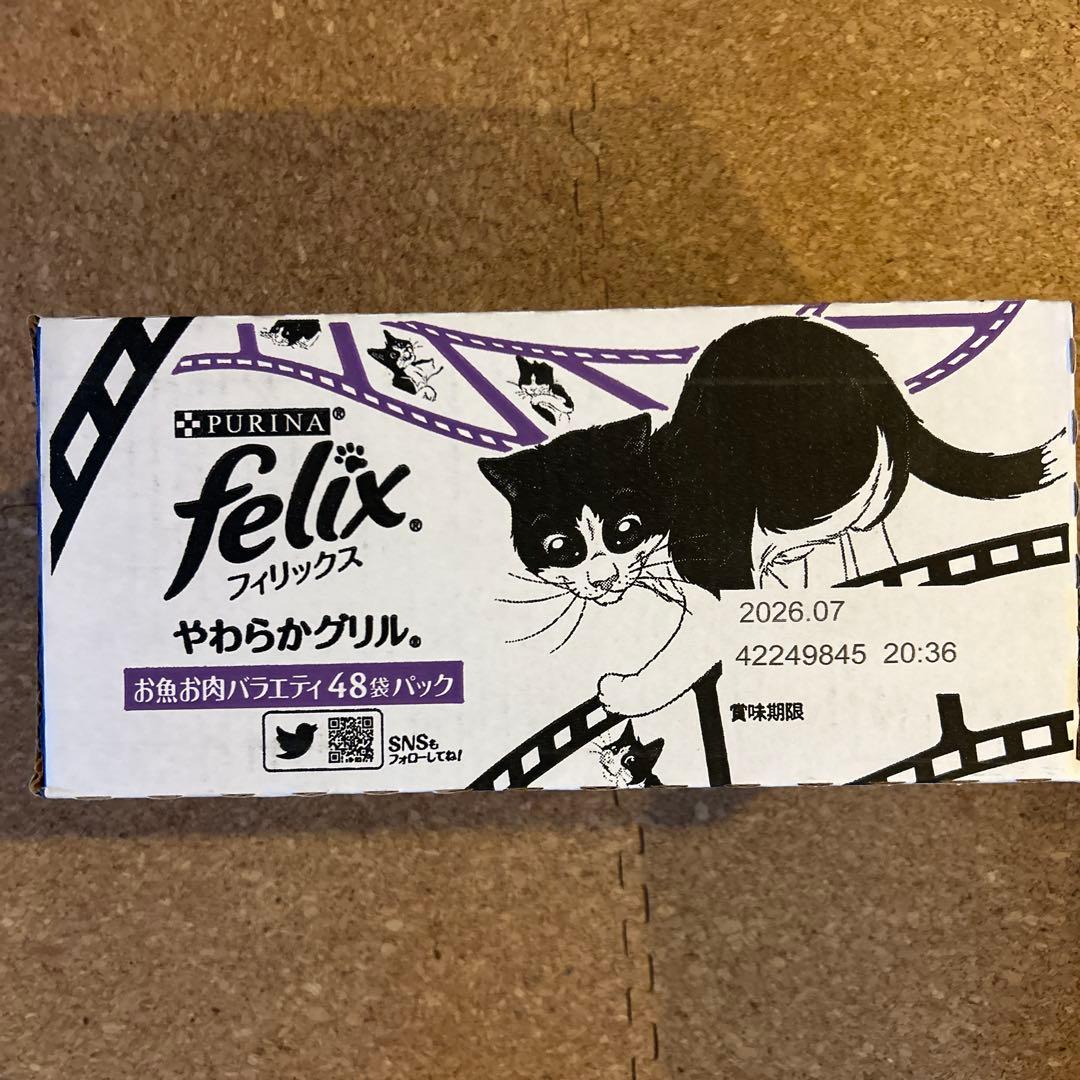 PURINA®
felix®
フィリックス
やわらかグリル®
お魚お肉バラエティ48袋パック
SNSも
フォローしてね!
2026.07
42249845 20:36
賞味期限